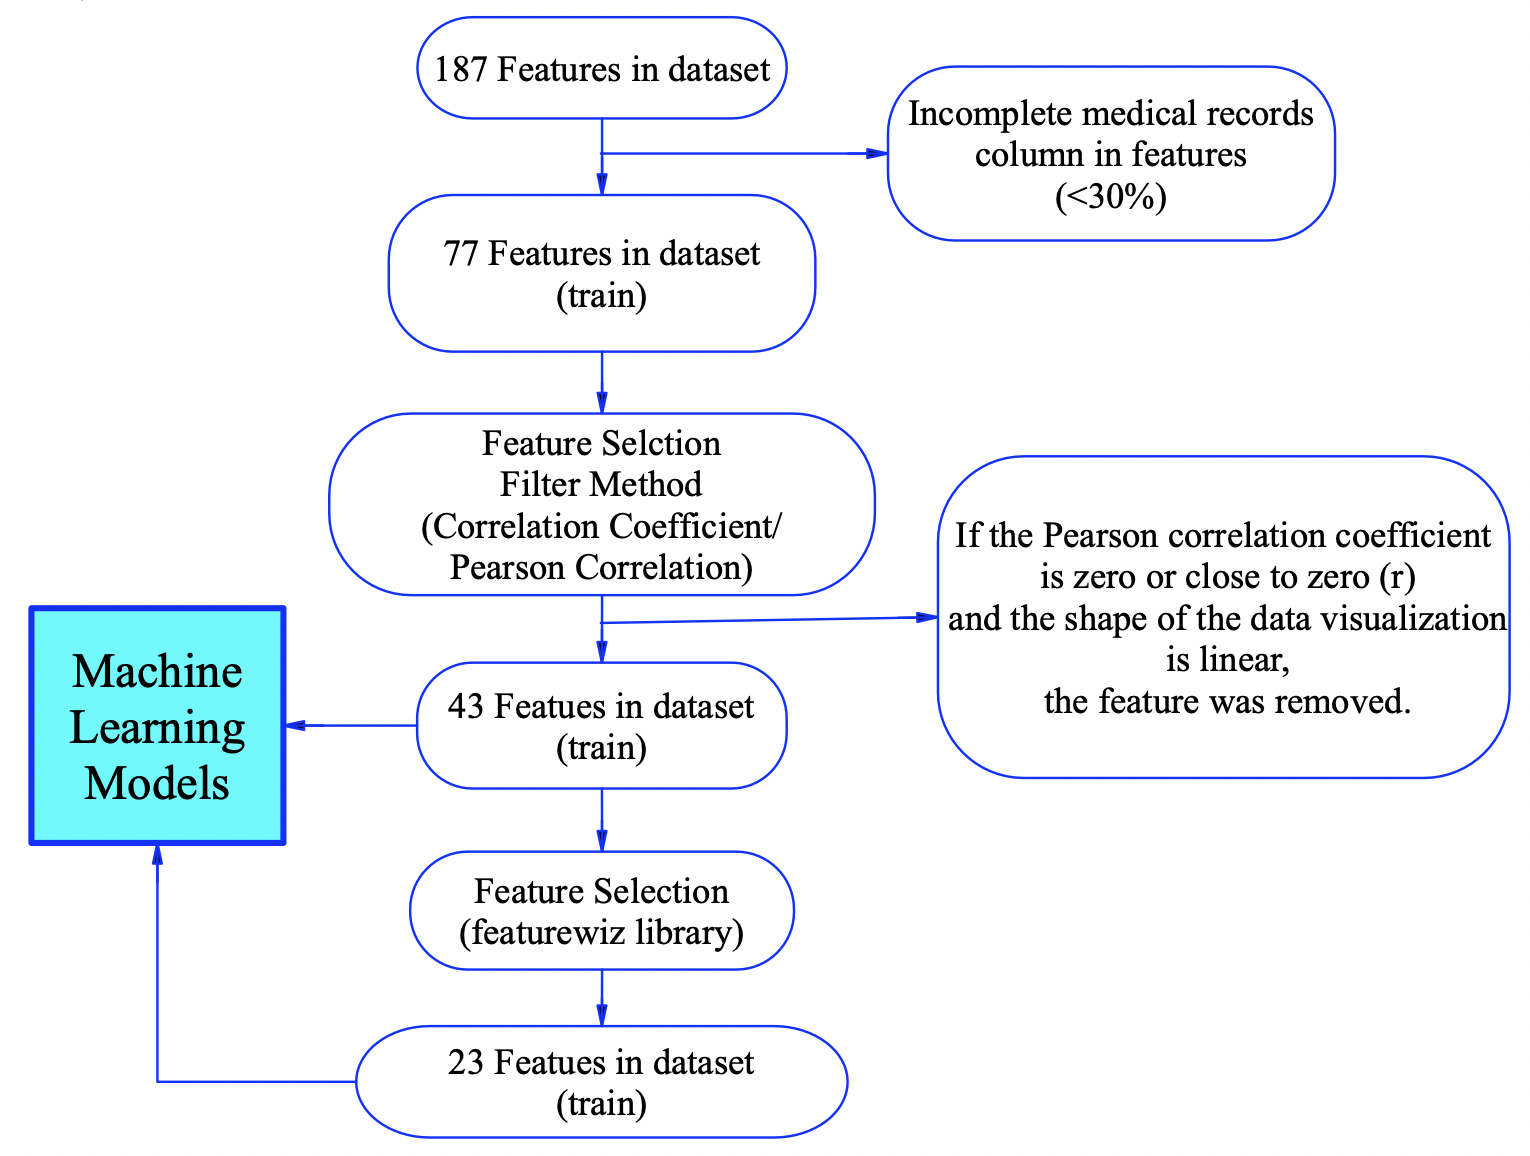 187 Features in dataset
Incomplete medical records
column in features
(<30%)
77 Features in dataset
(train)
Feature Selction
Filter Method
(Correlation Coefficient/
Pearson Correlation)
If the Pearson correlation coefficient
is zero or close to zero (r)
and the shape of the data visualization
is linear,
the feature was removed.
Machine
Learning
Models
43 Featues in dataset
(train)
Feature Selection
(featurewiz library)
23 Featues in dataset
(train)